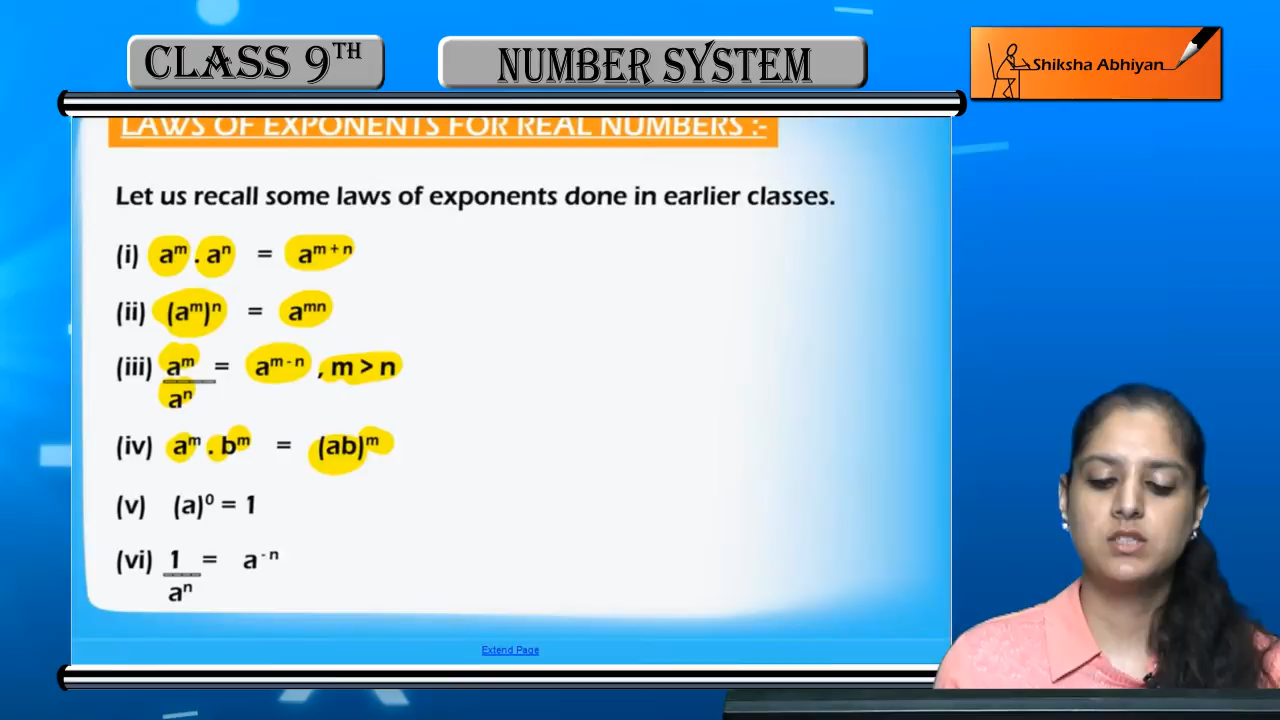 CLASS 9TH
NUMBER SYSTEM
Shiksha Abhiyan
LAWS OF EXPONENTS FOR REAL NUMBERS :-
Let us recall some laws of exponents done in earlier classes.
(i) aᵐ . aⁿ = aᵐ⁺ⁿ
(ii) (aᵐ)ⁿ = aᵐⁿ
(iii) aᵐ = aᵐ⁻ⁿ , m > n
aⁿ
(iv) aᵐ . bᵐ = (ab)ᵐ
(v) (a)⁰ = 1
(vi) 1 = a⁻ⁿ
aⁿ
Extend Page